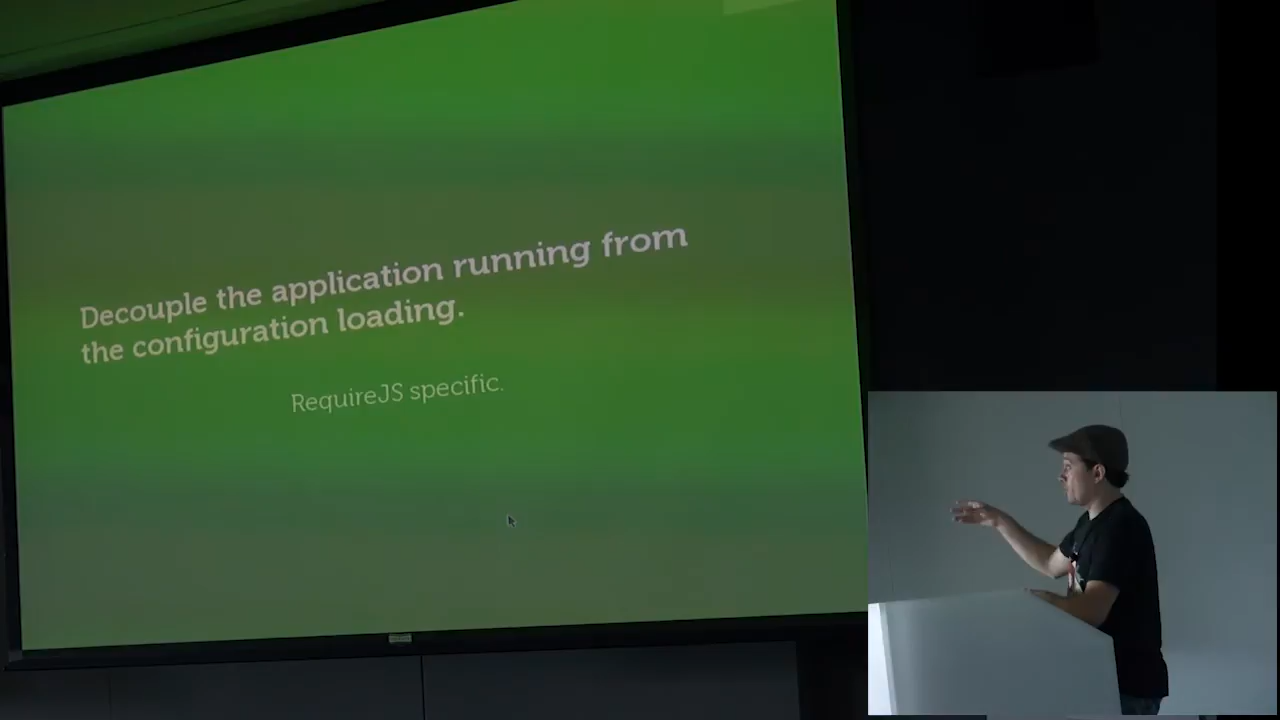 Decouple the application running from
the configuration loading.
RequireJS specific.